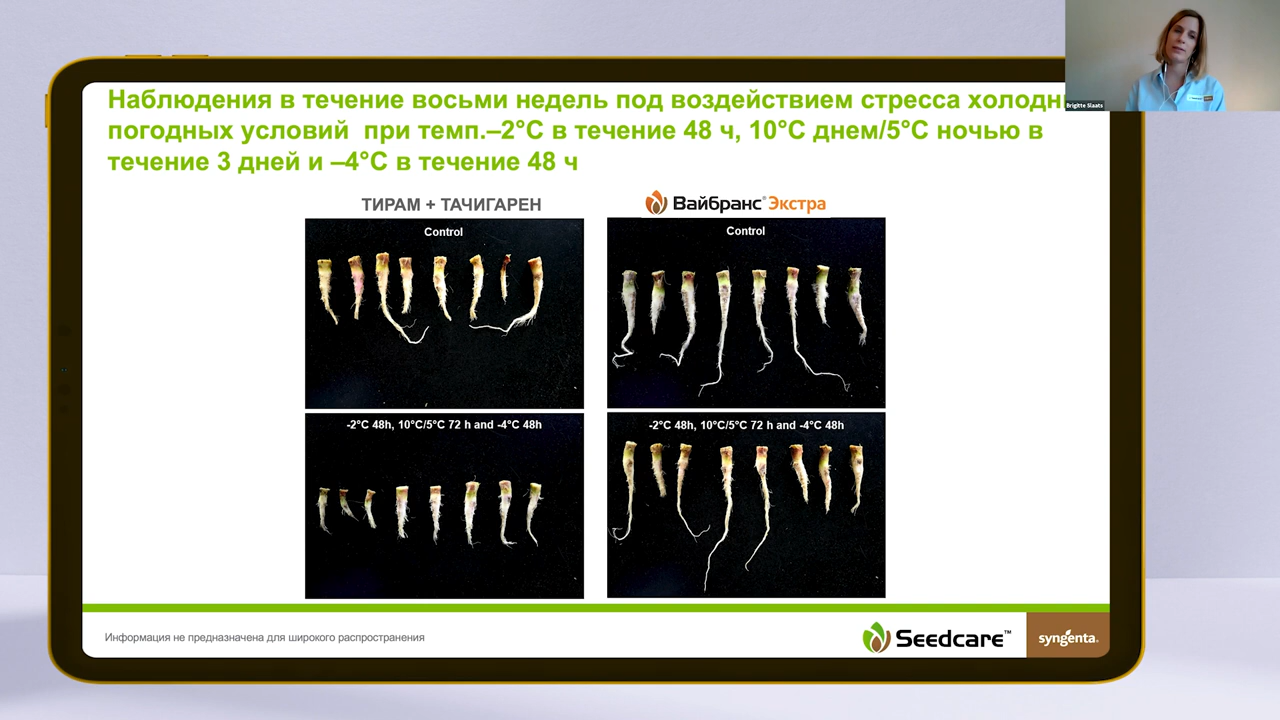 Наблюдения в течение восьми недель под воздействием стресса
погодных условий при темп.–2°С в течение 48 ч, 10°С днем/5°С ночью в
течение 3 дней и –4°С в течение 48 ч
Brigitte Slaats
ТИРАМ + ТАЧИГАРЕН
Вайбранс® Экстра
Control
Control
-2°C 48h, 10°C/5°C 72 h and -4°C 48h
-2°C 48h, 10°C/5°C 72 h and -4°C 48h
Информация не предназначена для широкого распространения
Seedcare™
syngenta.